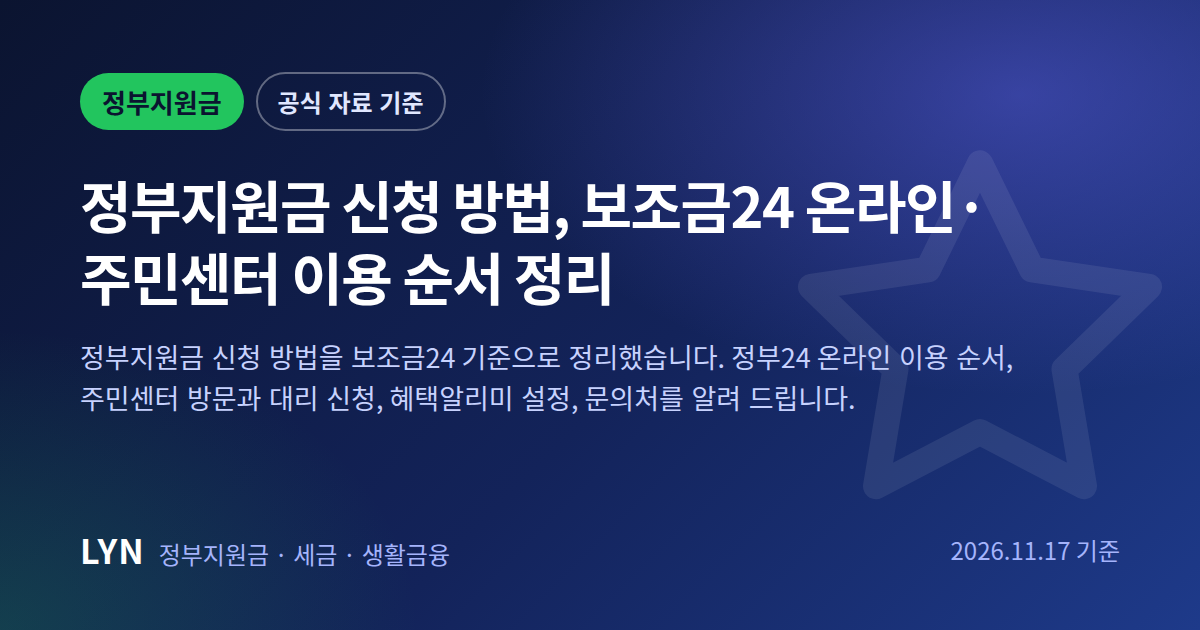 정부지원금
공식 자료 기준
정부지원금 신청 방법, 보조금24 온라인·
주민센터 이용 순서 정리
정부지원금 신청 방법을 보조금24 기준으로 정리했습니다. 정부24 온라인 이용 순서,
주민센터 방문과 대리 신청, 혜택알리미 설정, 문의처를 알려 드립니다.
LYN 정부지원금 · 세금 · 생활금융
2026.11.17 기준